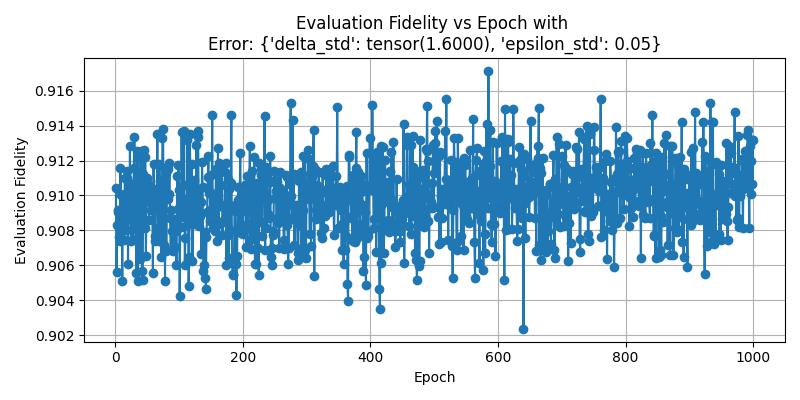 Evaluation Fidelity vs Epoch with
Error: {'delta_std': tensor(1.6000), 'epsilon_std': 0.05}
Evaluation Fidelity
0.916
0.914
0.912
0.910
0.908
0.906
0.904
0.902
0 200 400 600 800 1000
Epoch